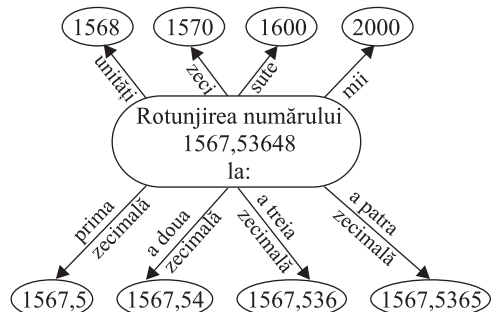 1568 1570 1600 2000
unități zeci sute mii
Rotunjirea numărului
1567,53648
la:
prima
zecimală
a doua
zecimală
a treia
zecimală
a patra
zecimală
1567,5 1567,54 1567,536 1567,5365